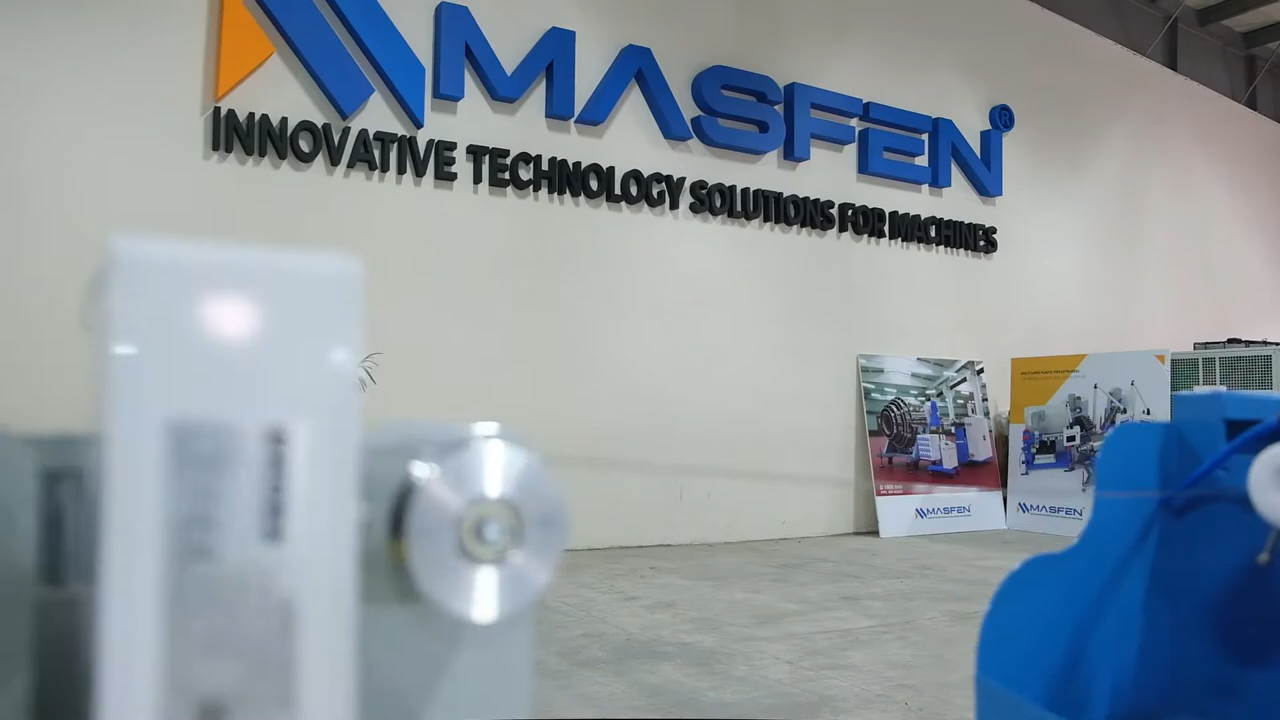 MASFEN®
INNOVATIVE TECHNOLOGY SOLUTIONS FOR MACHINES
MASFEN
MASFEN